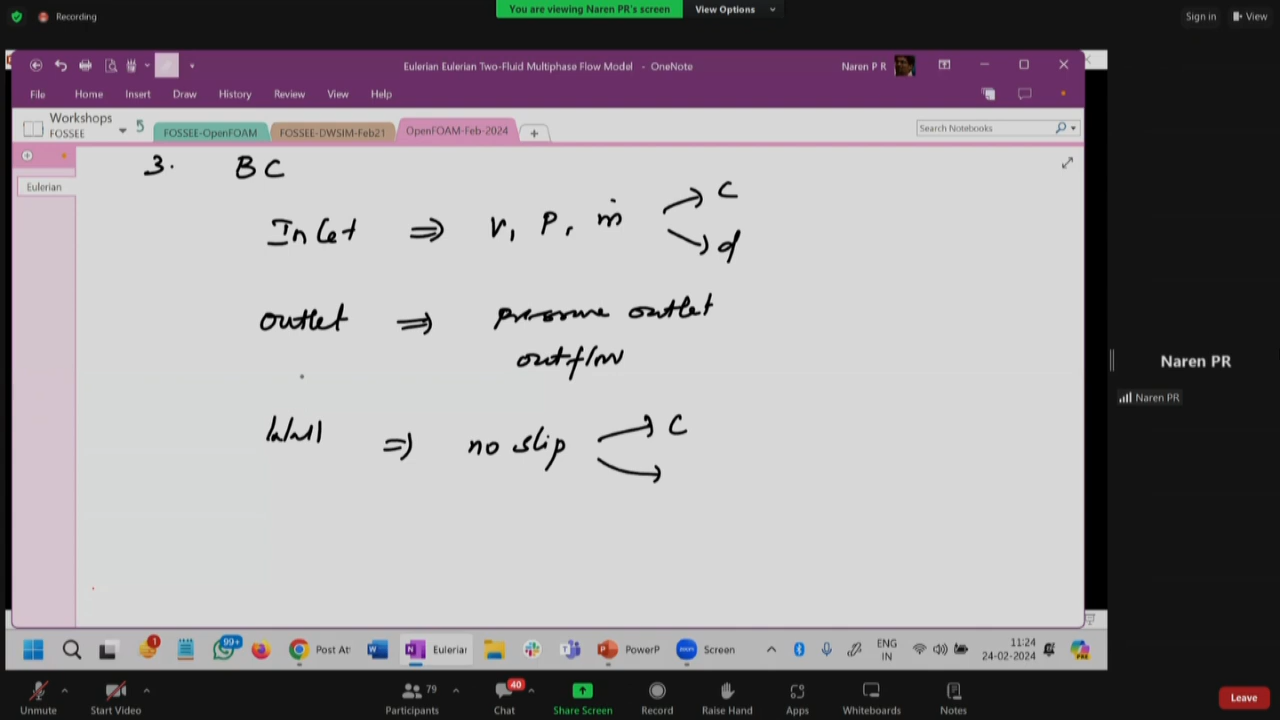 You are viewing Naren PR's screen View Options
Recording
Sign in View
Eulerian Eulerian Two-Fluid Multiphase Flow Model - OneNote
Naren P R
File Home Insert Draw History Review View Help
Workshops
FOSSEE
FOSSEE-OpenFOAM FOSSEE-DWSIM-Feb21 OpenFOAM-Feb-2024
Search Notebooks
Eulerian
3. BC
Inlet ⇒ v, P, ṁ → c
→ d
outlet ⇒ pressure outlet
outflow
Wall ⇒ no slip → c
→
Naren PR
Naren PR
99+ 1
Post At Euleriar PowerP Screen
ENG
IN
11:24
24-02-2024
Unmute Start Video
79
Participants
40
Chat Share Screen Record Raise Hand Apps Whiteboards Notes
Leave